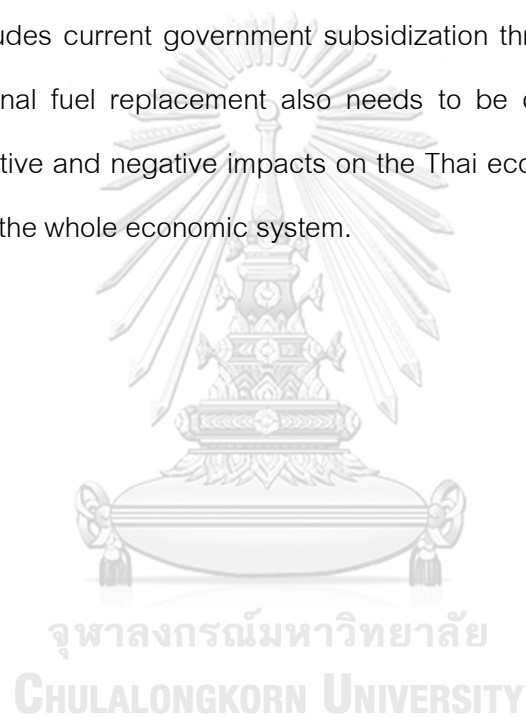 udes current government subsidization thr
nal fuel replacement also needs to be
tive and negative impacts on the Thai eco
the whole economic system.
จุฬาลงกรณ์มหาวิทยาลัย
CHULALONGKORN UNIVERSITY